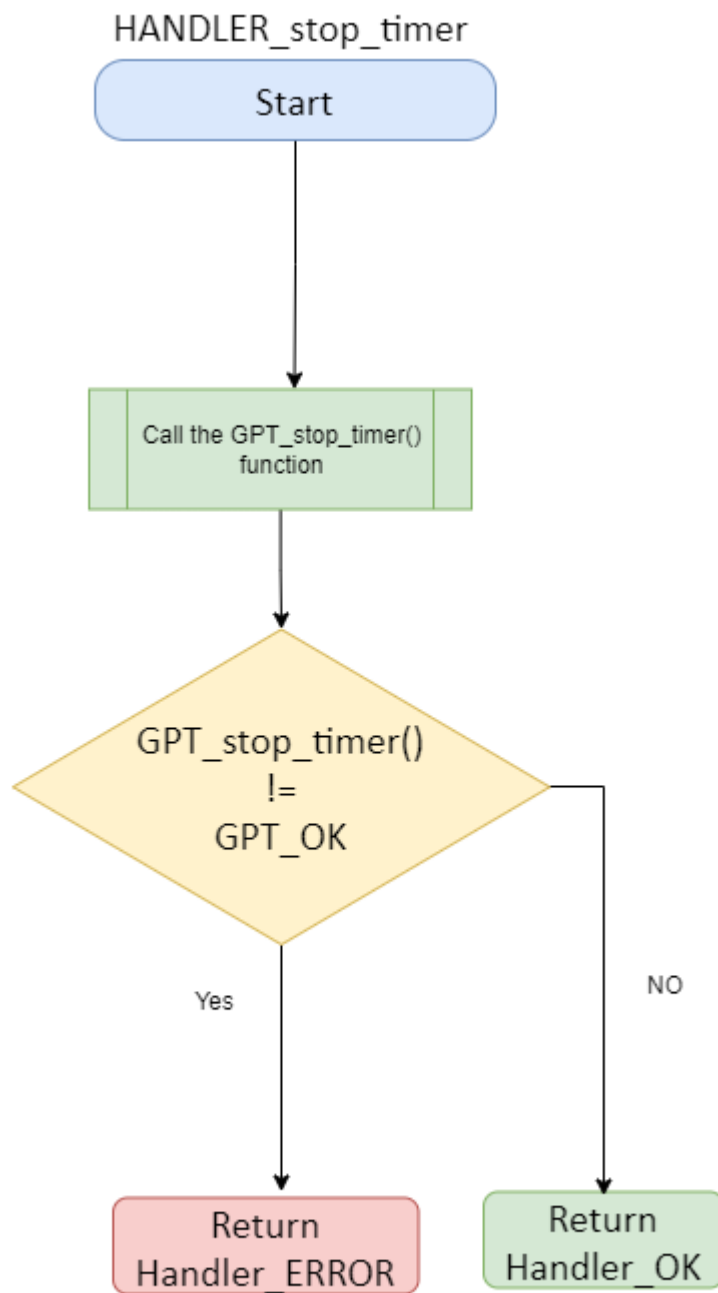 HANDLER_stop_timer
Start
Call the GPT_stop_timer()
function
GPT_stop_timer()
!=
GPT_OK
Yes
NO
Return
Handler_ERROR
Return
Handler_OK